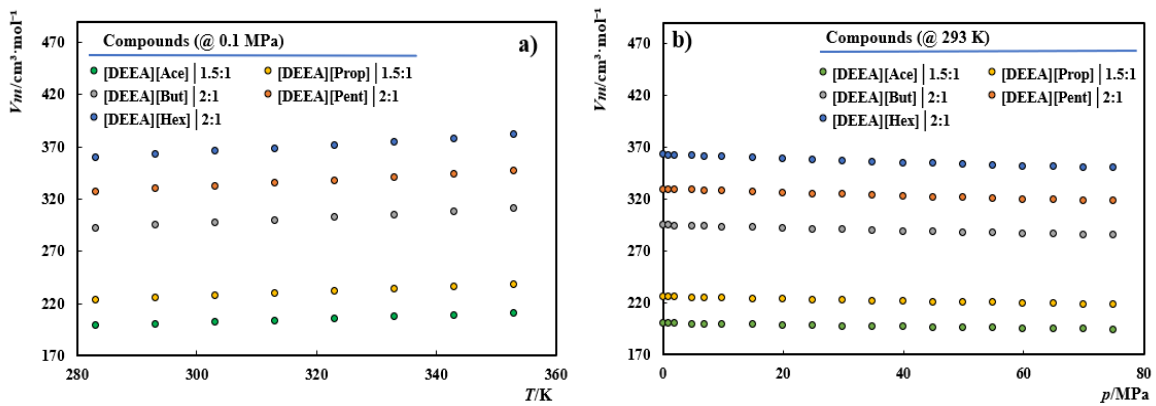 Vm/cm³·mol⁻¹
470
420
370
320
270
220
170
280
300
320
340
360
T/K
Compounds (@ 0.1 MPa)
a)
[DEEA][Ace] | 1.5:1
[DEEA][Prop] | 1.5:1
[DEEA][But] | 2:1
[DEEA][Pent] | 2:1
[DEEA][Hex] | 2:1
Vm/cm³·mol⁻¹
470
420
370
320
270
220
170
0
20
40
60
80
p/MPa
b)
Compounds (@ 293 K)
[DEEA][Ace] | 1.5:1
[DEEA][Prop] | 1.5:1
[DEEA][But] | 2:1
[DEEA][Pent] | 2:1
[DEEA][Hex] | 2:1